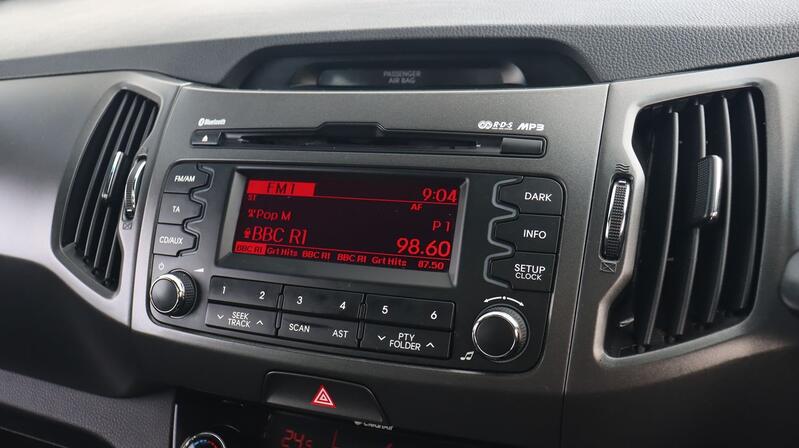 PASSENGER
AIR BAG
Bluetooth
R·D·S MP3
FM/AM
TA
CD/AUX
FM1 9:04
ST AF
Pop M P1
BBC R1 98.60
BBC R1 Grt Hits BBC R1 Grt Hits 87.50
DARK
INFO
SETUP
CLOCK
1 2 3 4 5 6
SEEK
TRACK
SCAN AST
PTY
FOLDER
24.5